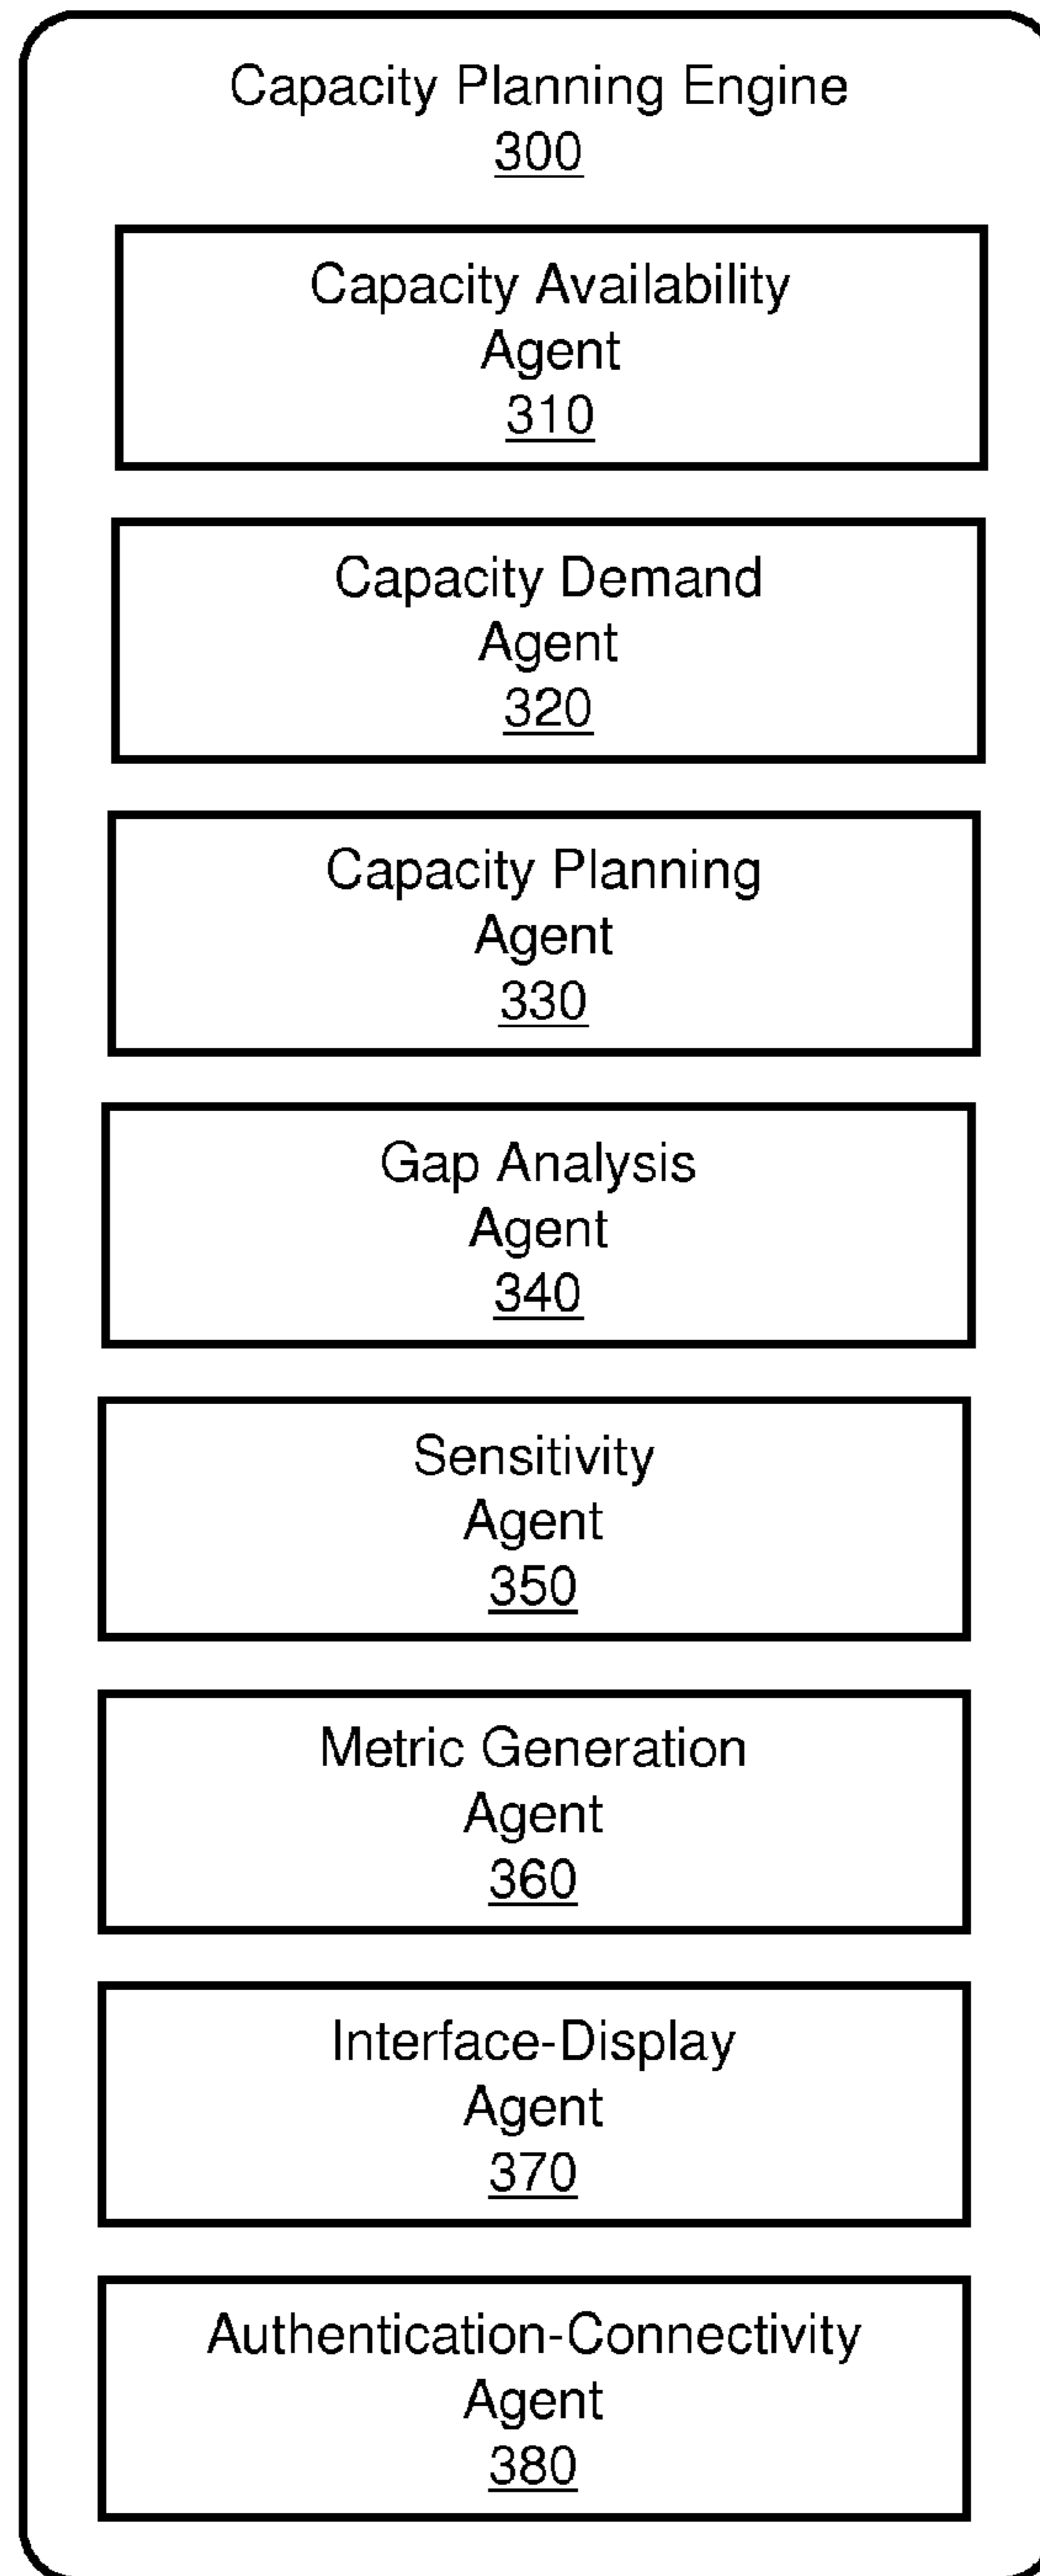 Capacity Planning Engine
300
Capacity Availability
Agent
310
Capacity Demand
Agent
320
Capacity Planning
Agent
330
Gap Analysis
Agent
340
Sensitivity
Agent
350
Metric Generation
Agent
360
Interface-Display
Agent
370
Authentication-Connectivity
Agent
380